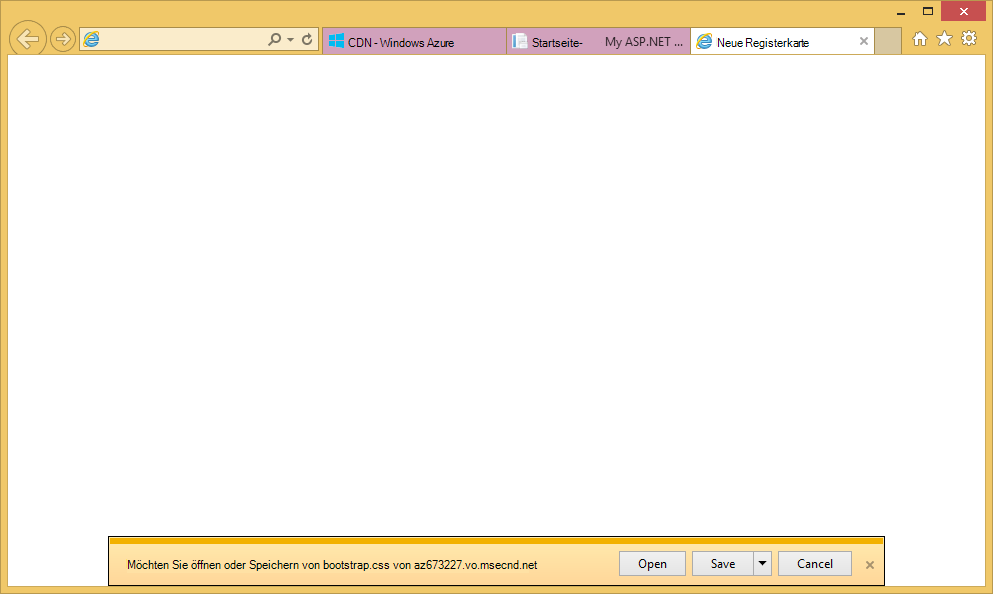 CDN - Windows Azure
Startseite- My ASP.NET ...
Neue Registerkarte
Möchten Sie öffnen oder Speichern von bootstrap.css von az673227.vo.msecnd.net
Open
Save
Cancel